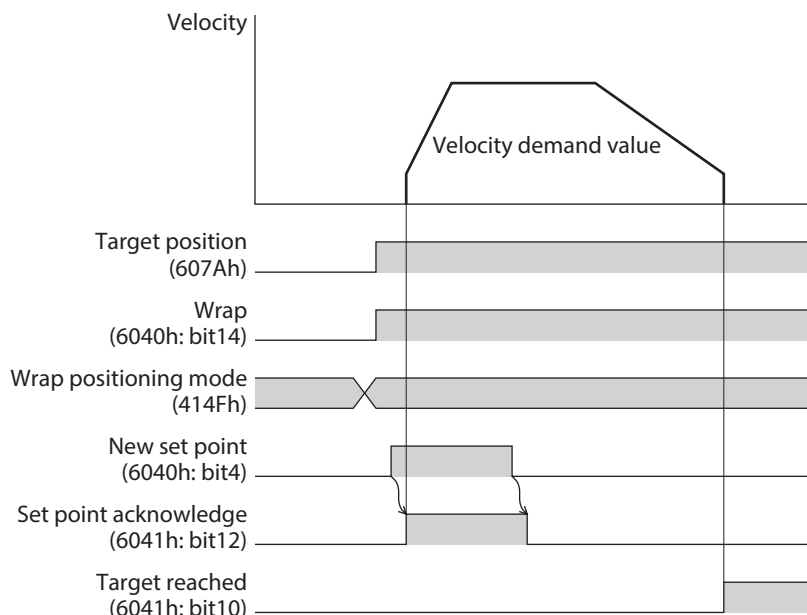 Velocity
Velocity demand value
Target position
(607Ah)
Wrap
(6040h: bit14)
Wrap positioning mode
(414Fh)
New set point
(6040h: bit4)
Set point acknowledge
(6041h: bit12)
Target reached
(6041h: bit10)